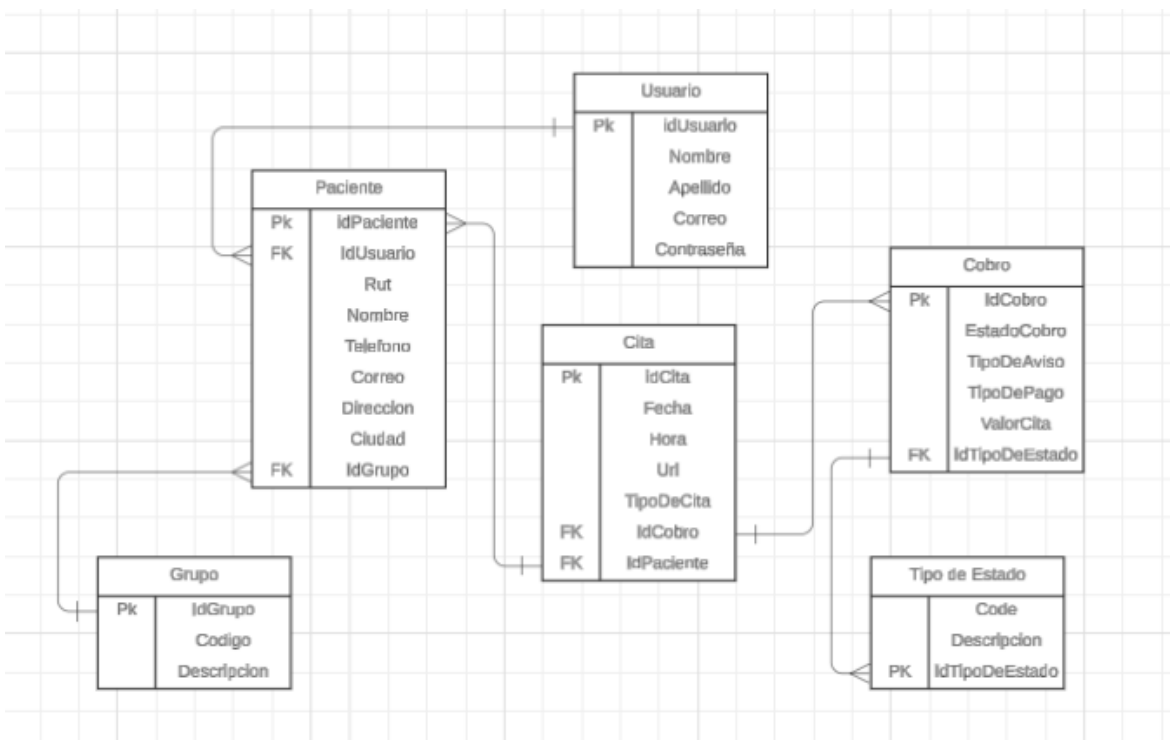 Usuario
Pk idUsuario
Nombre
Apellido
Correo
Contraseña
Paciente
Pk idPaciente
FK IdUsuario
Rut
Nombre
Telefono
Correo
Direccion
Ciudad
FK IdGrupo
Cobro
Pk IdCobro
EstadoCobro
TipoDeAviso
TipoDePago
ValorCita
FK IdTipoDeEstado
Cita
Pk idCita
Fecha
Hora
Url
TipoDeCita
FK IdCobro
FK IdPaciente
Grupo
Pk IdGrupo
Codigo
Descripcion
Tipo de Estado
Code
Descripcion
PK IdTipoDeEstado